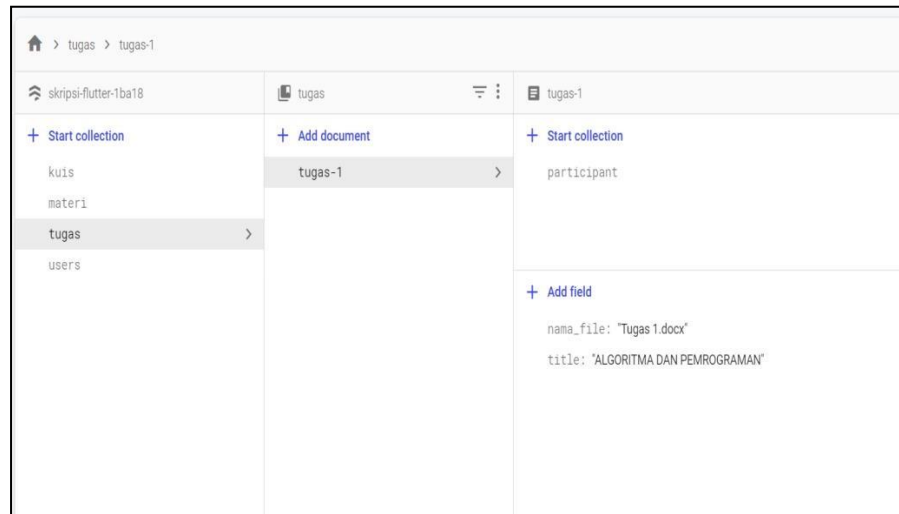 > tugas > tugas-1
skripsi-flutter-1ba18
+ Start collection
kuis
materi
tugas >
users
tugas
+ Add document
tugas-1 >
tugas-1
+ Start collection
participant
+ Add field
nama_file: "Tugas 1.docx"
title: "ALGORITMA DAN PEMROGRAMAN"